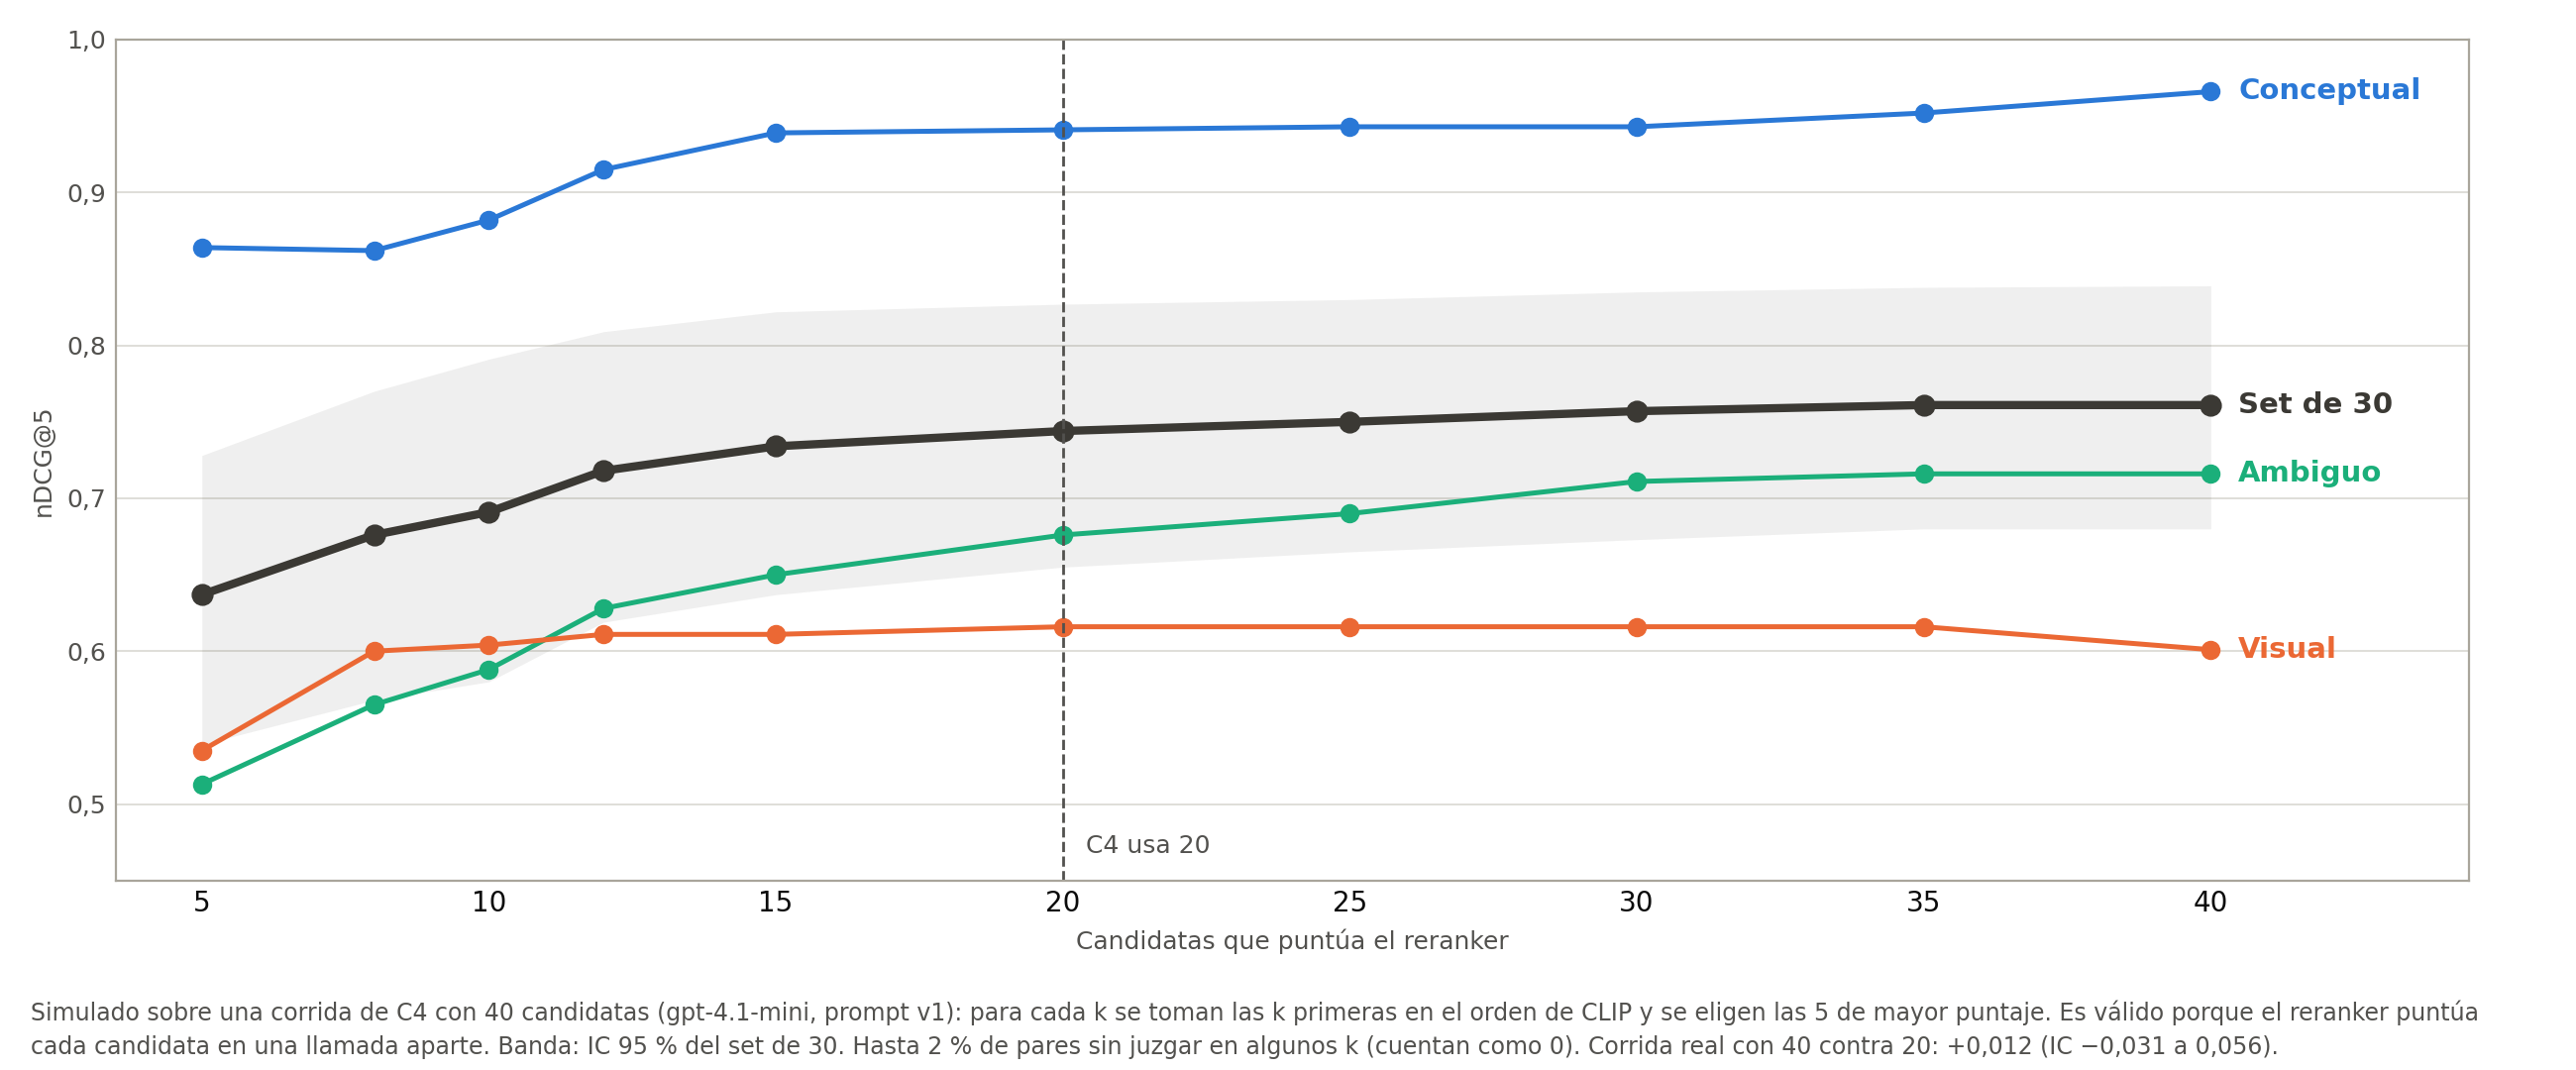 1,0
0,9
0,8
0,7
0,6
0,5
nDCG@5
Conceptual
Set de 30
Ambiguo
Visual
C4 usa 20
5 10 15 20 25 30 35 40
Candidatas que puntúa el reranker
Simulado sobre una corrida de C4 con 40 candidatas (gpt-4.1-mini, prompt v1): para cada k se toman las k primeras en el orden de CLIP y se eligen las 5 de mayor puntaje. Es válido porque el reranker puntúa
cada candidata en una llamada aparte. Banda: IC 95 % del set de 30. Hasta 2 % de pares sin juzgar en algunos k (cuentan como 0). Corrida real con 40 contra 20: +0,012 (IC −0,031 a 0,056).